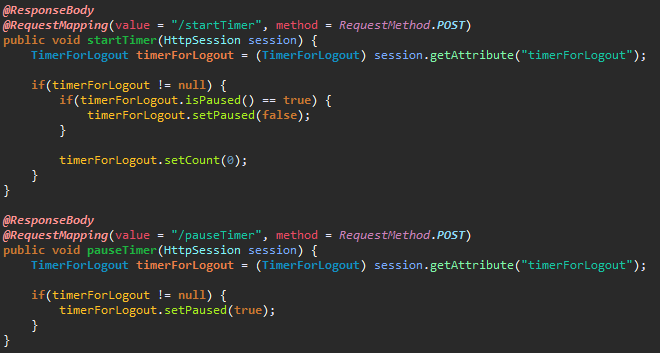 @ResponseBody
@RequestMapping(value = "/startTimer", method = RequestMethod.POST)
public void startTimer(HttpSession session) {
    TimerForLogout timerForLogout = (TimerForLogout) session.getAttribute("timerForLogout");

    if(timerForLogout != null) {
        if(timerForLogout.isPaused() == true) {
            timerForLogout.setPaused(false);
        }

        timerForLogout.setCount(0);
    }
}

@ResponseBody
@RequestMapping(value = "/pauseTimer", method = RequestMethod.POST)
public void pauseTimer(HttpSession session) {
    TimerForLogout timerForLogout = (TimerForLogout) session.getAttribute("timerForLogout");

    if(timerForLogout != null) {
        timerForLogout.setPaused(true);
    }
}